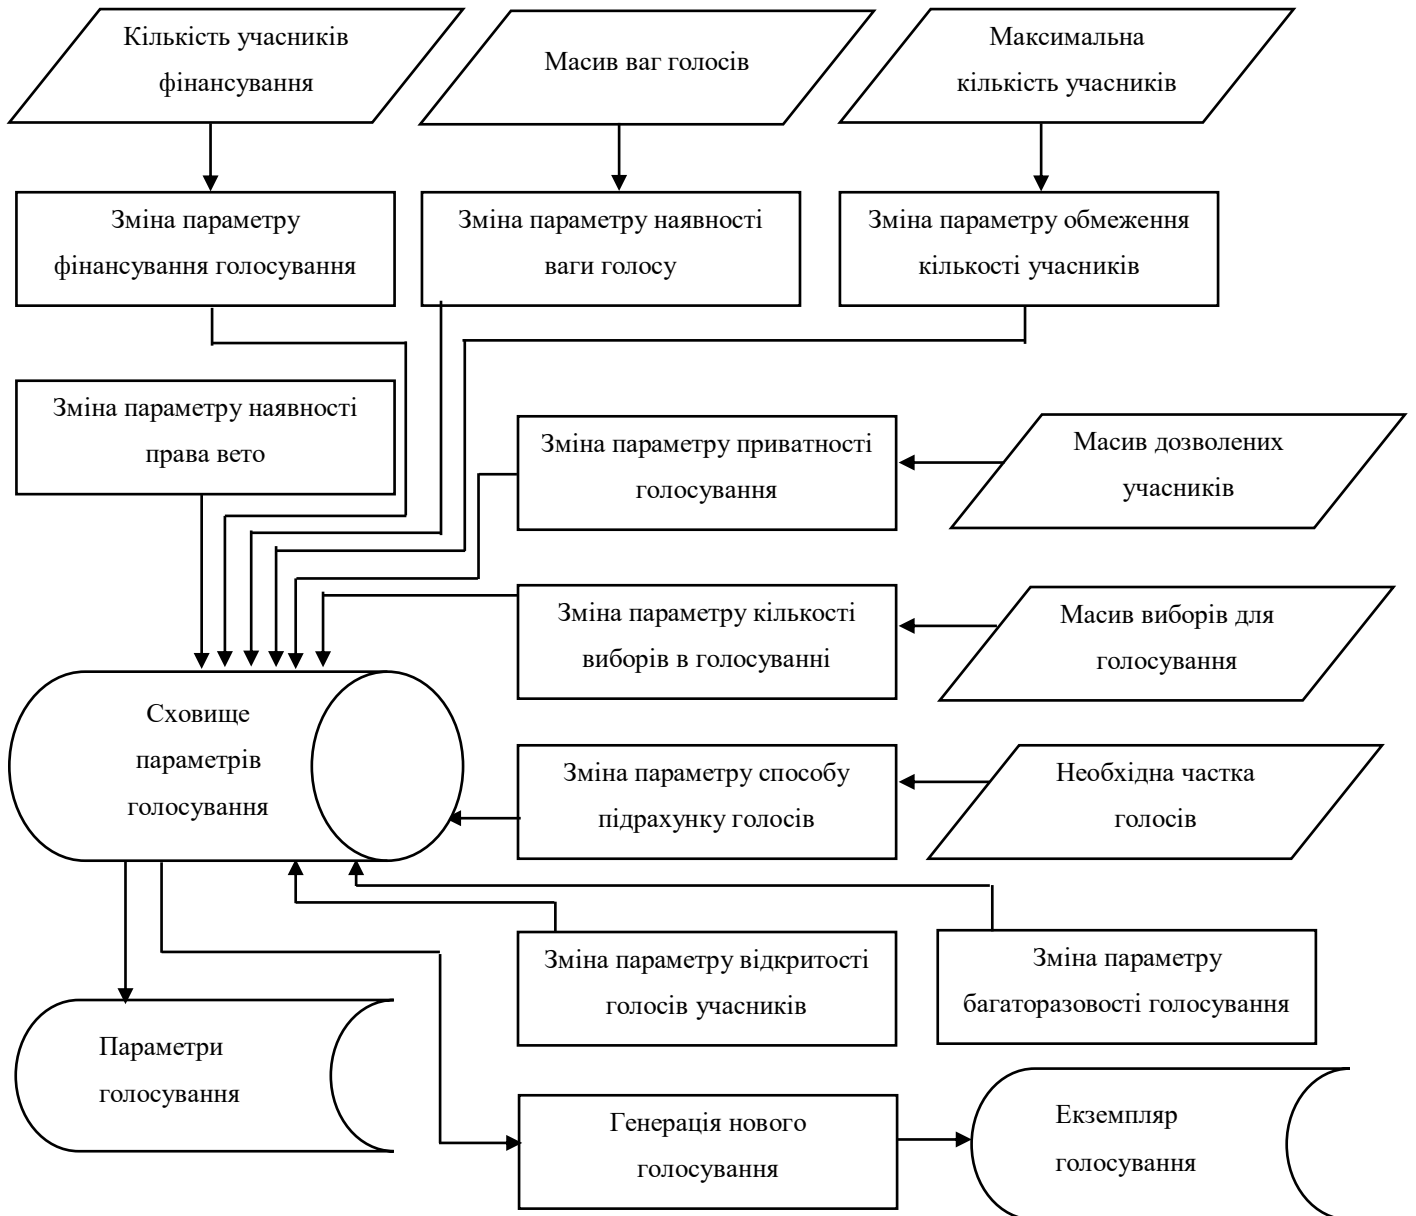 Кількість учасників
фінансування
Масив ваг голосів
Максимальна
кількість учасників
Зміна параметру
фінансування голосування
Зміна параметру наявності
ваги голосу
Зміна параметру обмеження
кількості учасників
Зміна параметру наявності
права вето
Зміна параметру приватності
голосування
Масив дозволених
учасників
Зміна параметру кількості
виборів в голосуванні
Масив виборів для
голосування
Сховище
параметрів
голосування
Зміна параметру способу
підрахунку голосів
Необхідна частка
голосів
Зміна параметру відкритості
голосів учасників
Зміна параметру
багаторазовості голосування
Параметри
голосування
Генерація нового
голосування
Екземпляр
голосування